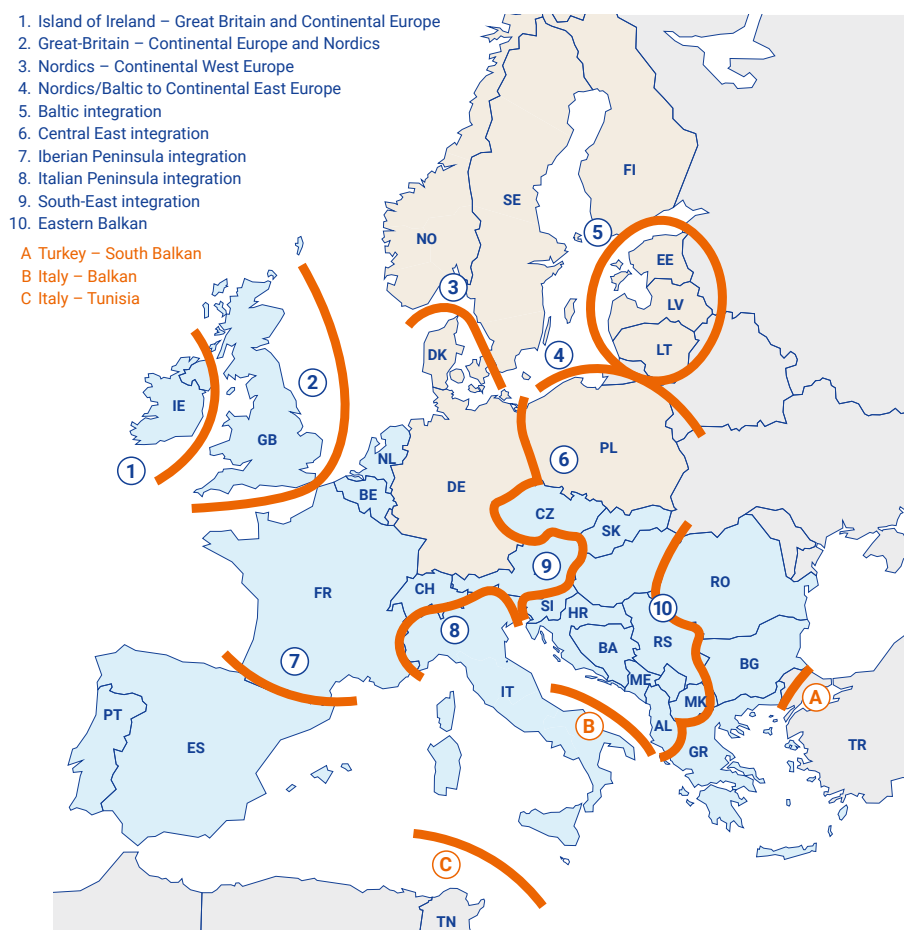 1. Island of Ireland – Great Britain and Continental Europe
2. Great-Britain – Continental Europe and Nordics
3. Nordics – Continental West Europe
4. Nordics/Baltic to Continental East Europe
5. Baltic integration
6. Central East integration
7. Iberian Peninsula integration
8. Italian Peninsula integration
9. South-East integration
10. Eastern Balkan
A Turkey – South Balkan
B Italy – Balkan
C Italy – Tunisia
FI
SE
NO
5
EE
3
LV
LT
DK
4
2
IE
GB
1
NL
6
PL
DE
BE
CZ
SK
9
CH
RO
FR
SI
HR
10
8
BA
RS
7
BG
ME
IT
MK
A
PT
B
AL
ES
GR
TR
C
TN